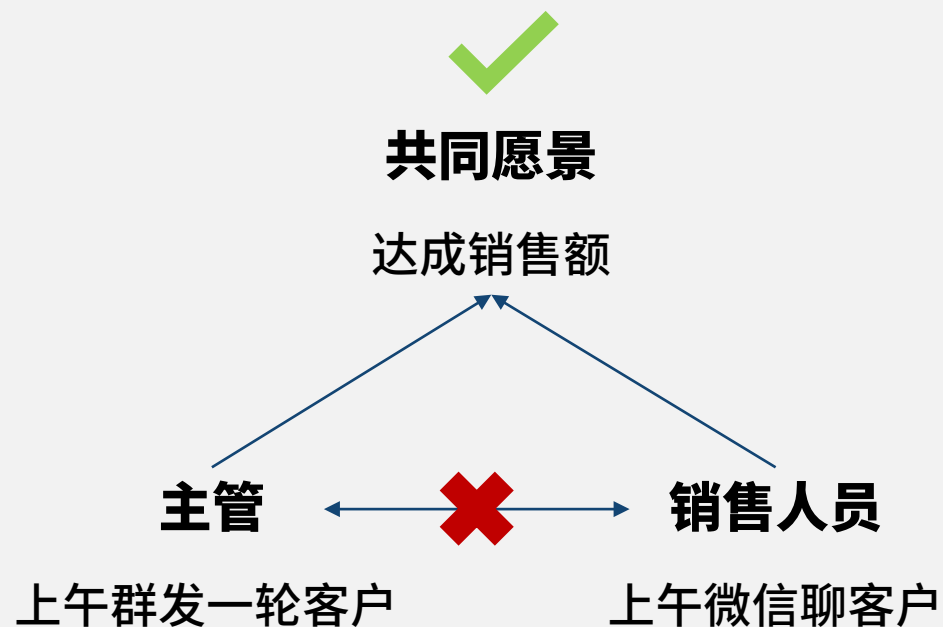 共同愿景
达成销售额
主管
销售人员
上午群发一轮客户
上午微信聊客户